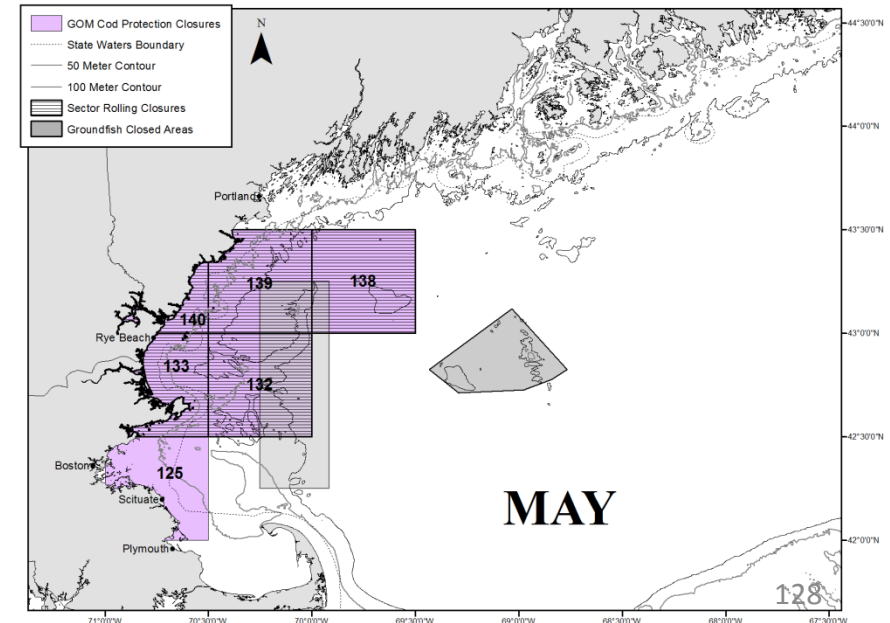 GOM Cod Protection Closures
State Waters Boundary
50 Meter Contour
100 Meter Contour
Sector Rolling Closures
Groundfish Closed Areas
N
44°30'0"N
44°0'0"N
Portland
43°30'0"N
139
138
140
43°0'0"N
Rye Beach
133
132
42°30'0"N
Boston
125
Scituate
MAY
Plymouth
42°0'0"N
128
71°0'0"W
70°30'0"W
70°0'0"W
69°30'0"W
69°0'0"W
68°30'0"W
68°0'0"W
67°30'0"W